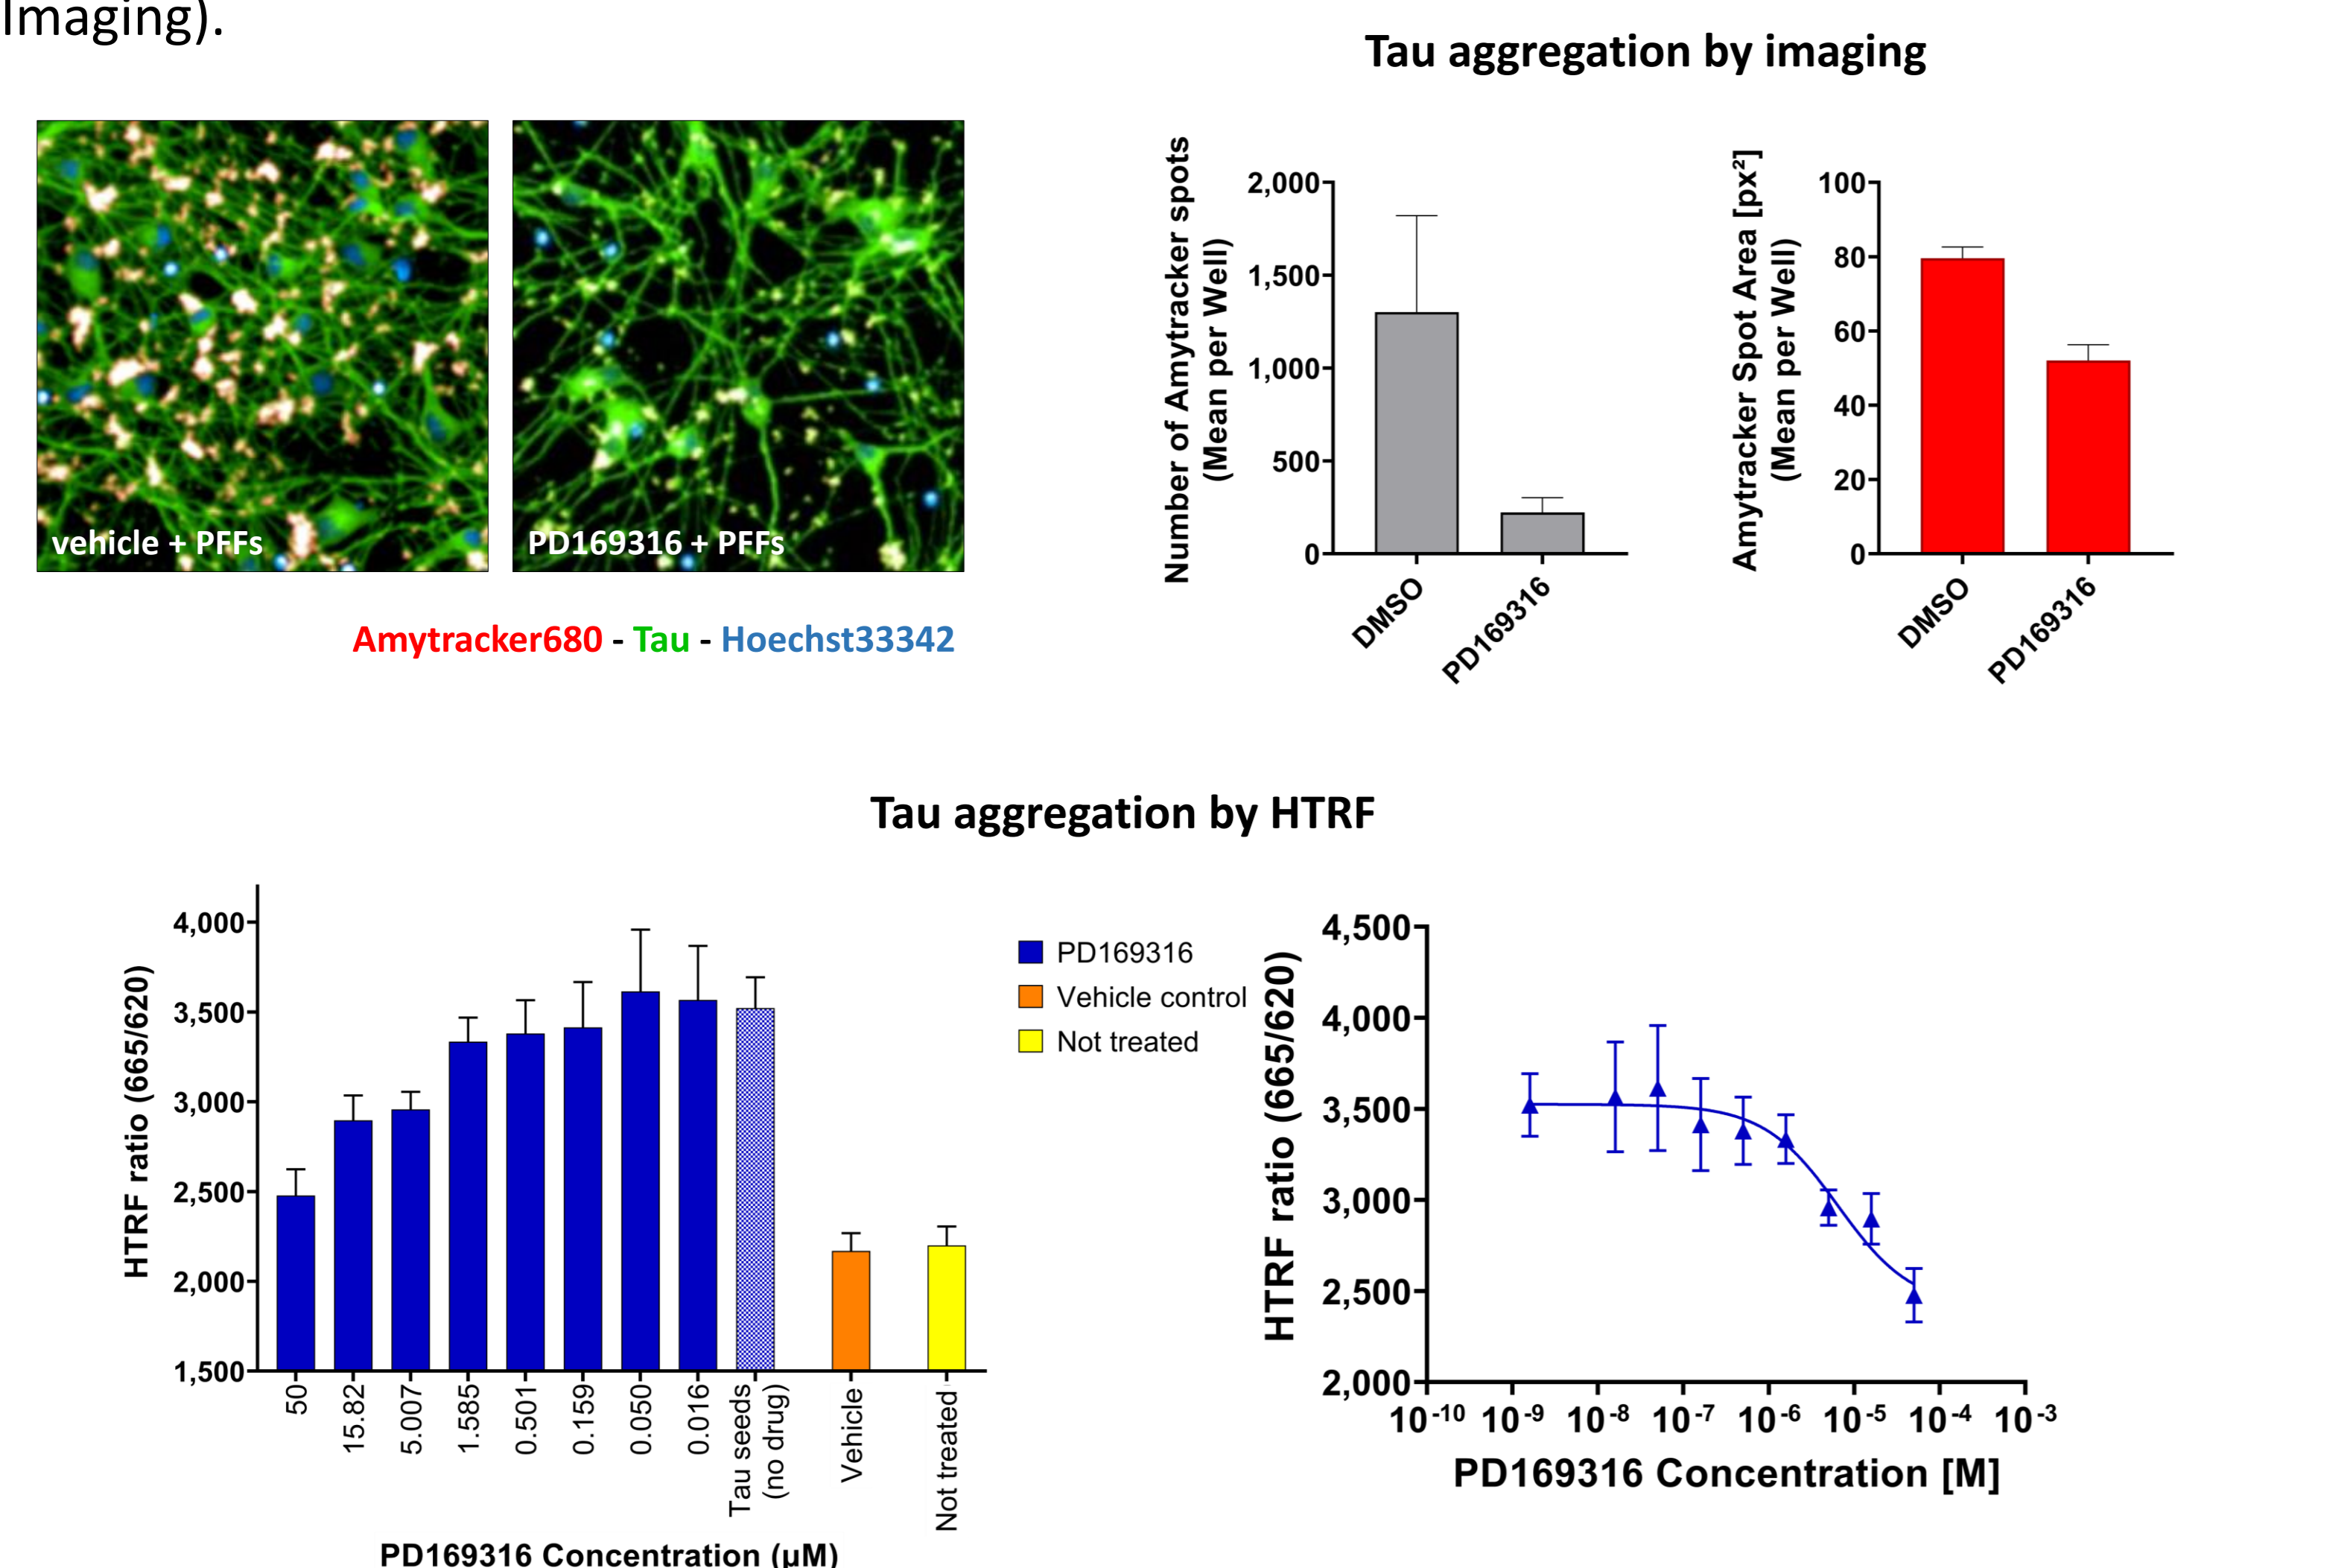 Imaging).
Tau aggregation by imaging
vehicle + PFFs
PD169316 + PFFs
Amytracker680 - Tau - Hoechst33342
Number of Amytracker spots
(Mean per Well)
2,000
1,500
1,000
500
0
DMSO
PD169316
Amytracker Spot Area [px²]
(Mean per Well)
100
80
60
40
20
0
DMSO
PD169316
Tau aggregation by HTRF
HTRF ratio (665/620)
4,000
3,500
3,000
2,500
2,000
1,500
50
15.82
5.007
1.585
0.501
0.159
0.050
0.016
Tau seeds
(no drug)
Vehicle
Not treated
PD169316 Concentration (µM)
PD169316
Vehicle control
Not treated
HTRF ratio (665/620)
4,500
4,000
3,500
3,000
2,500
2,000
10⁻¹⁰ 10⁻⁹ 10⁻⁸ 10⁻⁷ 10⁻⁶ 10⁻⁵ 10⁻⁴ 10⁻³
PD169316 Concentration [M]